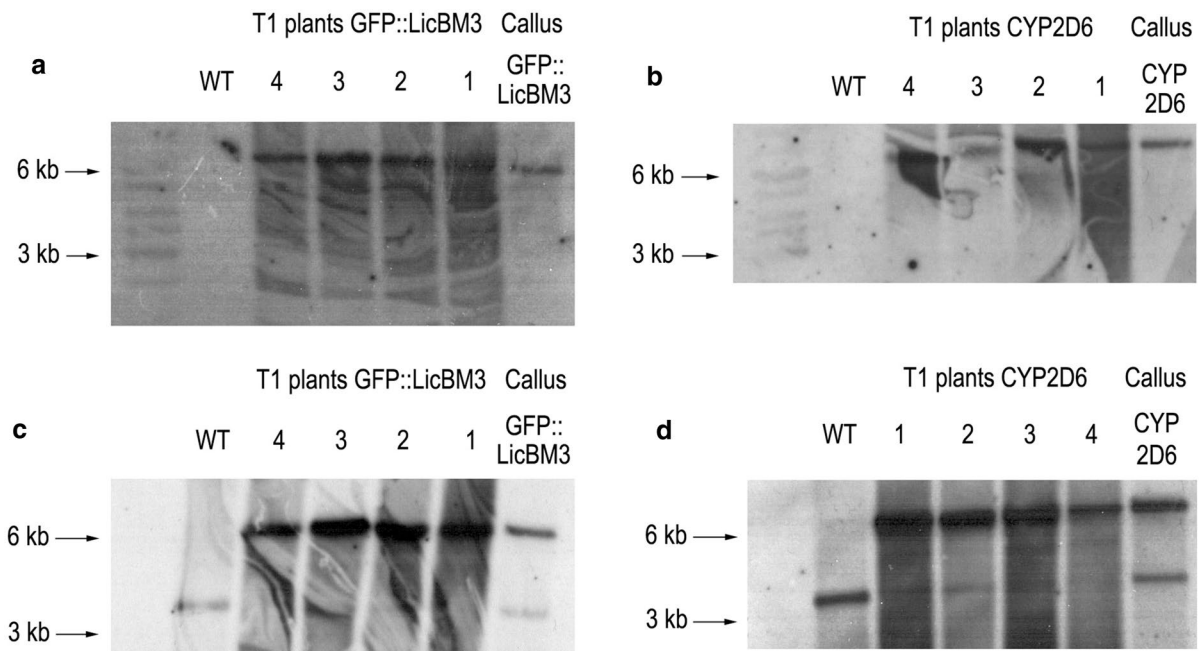 a
T1 plants GFP::LicBM3 Callus
WT 4 3 2 1 GFP::
LicBM3
6 kb
3 kb
b
T1 plants CYP2D6 Callus
WT 4 3 2 1 CYP
2D6
6 kb
3 kb
c
T1 plants GFP::LicBM3 Callus
WT 4 3 2 1 GFP::
LicBM3
6 kb
3 kb
d
T1 plants CYP2D6 Callus
WT 1 2 3 4 CYP
2D6
6 kb
3 kb